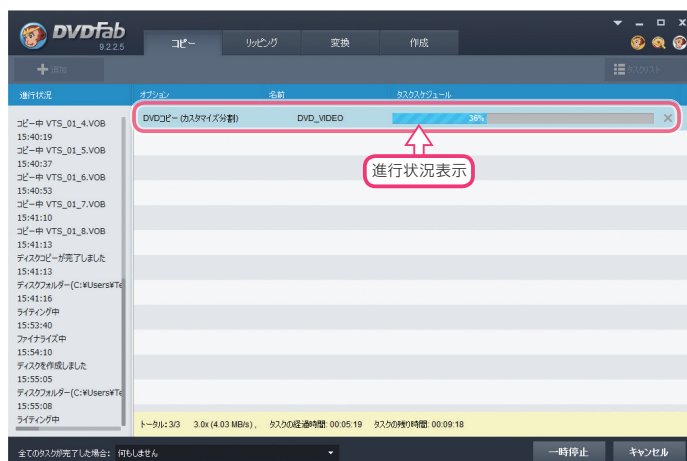 DVDFab
9.2.2.5
コピー
リッピング
変換
作成
追加
タスクリスト
進行状況
オプション
名前
タスクスケジュール
コピー中 VTS_01_4.VOB
15:40:19
コピー中 VTS_01_5.VOB
15:40:37
コピー中 VTS_01_6.VOB
15:40:53
コピー中 VTS_01_7.VOB
15:41:10
コピー中 VTS_01_8.VOB
15:41:13
ディスクコピーが完了しました
15:41:13
ディスクフォルダー(C:¥Users¥Te
15:41:16
ライティング中
15:53:40
ファイナライズ中
15:54:10
ディスクを作成しました
15:55:05
ディスクフォルダー(C:¥Users¥Te
15:55:08
ライティング中
DVDコピー (カスタマイズ分割)
DVD_VIDEO
36%
進行状況表示
トータル: 3/3 3.0x (4.03 MB/s), タスクの経過時間: 00:05:19 タスクの残り時間: 00:09:18
全てのタスクが完了した場合: 何もしません
一時停止
キャンセル